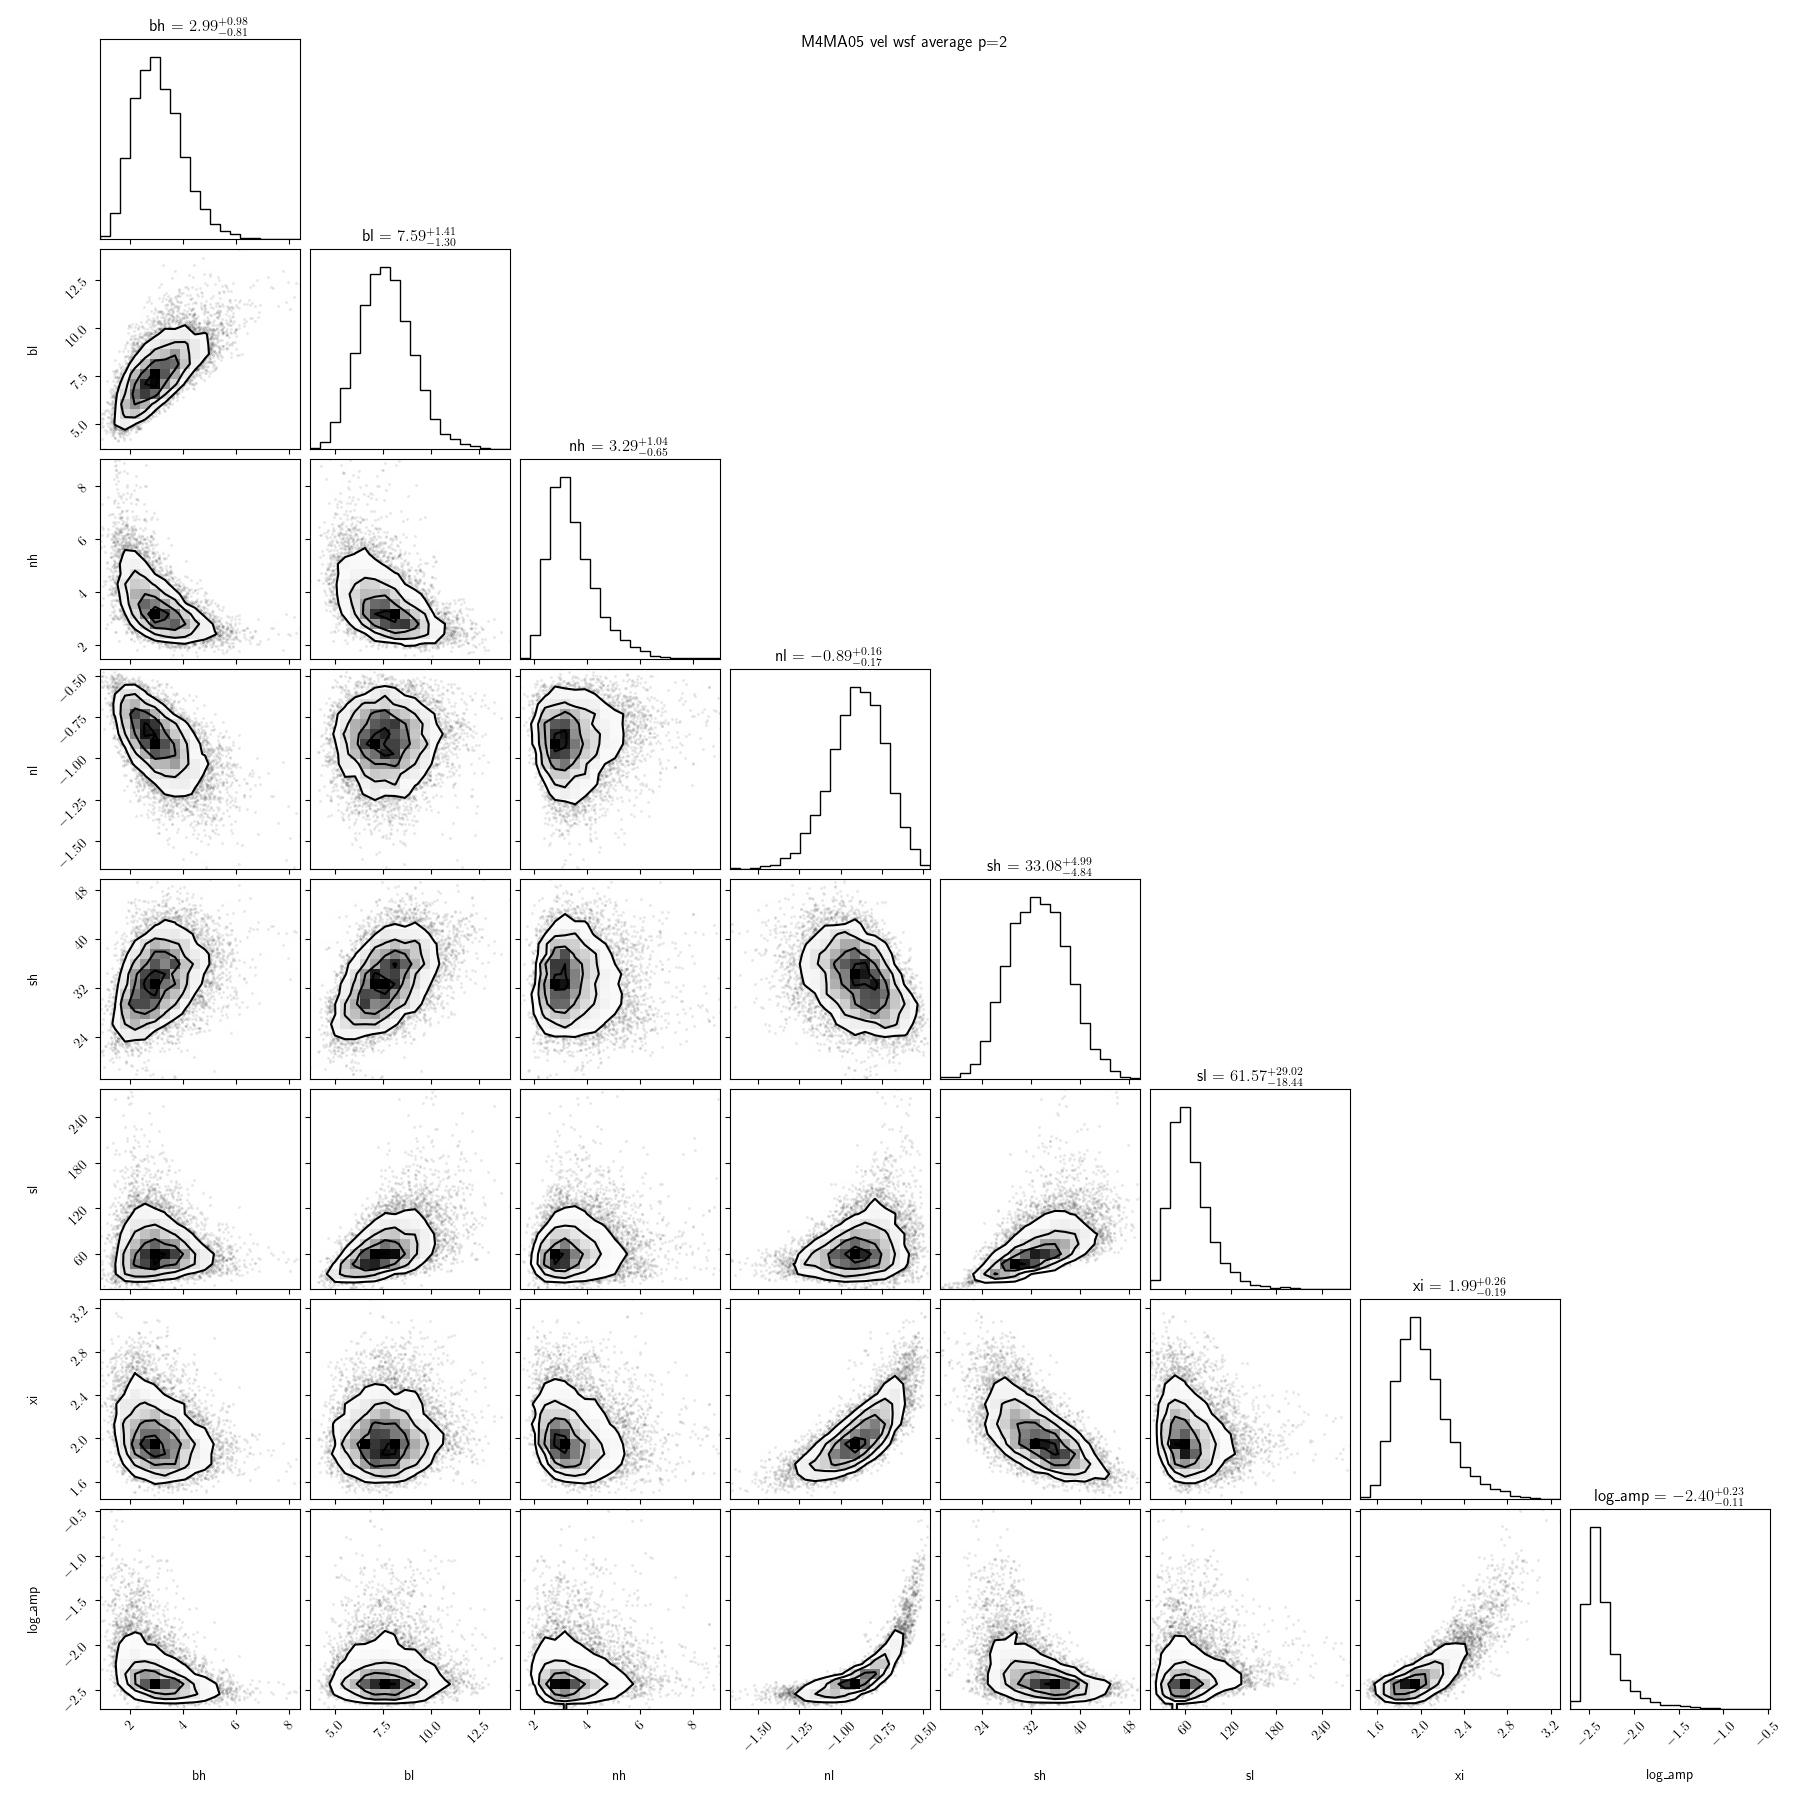 bh = 2.99+0.98−0.81
M4MA05 vel wsf average p=2
bl = 7.59+1.41−1.30
12.5
10.0
7.5
5.0
bl
nh = 3.29+1.04−0.65
8
6
4
2
nh
nl = −0.89+0.16−0.17
−0.50
−0.75
−1.00
−1.25
−1.50
nl
sh = 33.08+4.99−4.84
48
40
32
24
sh
sl = 61.57+29.02−18.44
240
180
120
60
sl
xi = 1.99+0.26−0.19
3.2
2.8
2.4
2.0
1.6
xi
log_amp = −2.40+0.23−0.11
−0.5
−1.0
−1.5
−2.0
−2.5
log_amp
2 4 6 8
5.0 7.5 10.0 12.5
2 4 6 8
−1.50 −1.25 −1.00 −0.75 −0.50
24 32 40 48
60 120 180 240
1.6 2.0 2.4 2.8 3.2
−2.5 −2.0 −1.5 −1.0 −0.5
bh bl nh nl sh sl xi log_amp